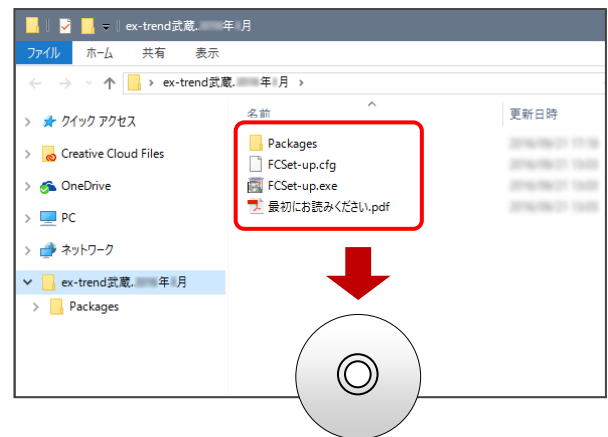 ex-trend武蔵. 年 月
ファイル ホーム 共有 表示
ex-trend武蔵. 年 月
名前 更新日時
クイック アクセス
Creative Cloud Files
OneDrive
PC
ネットワーク
ex-trend武蔵. 年 月
Packages
Packages
FCSet-up.cfg
FCSet-up.exe
最初にお読みください.pdf